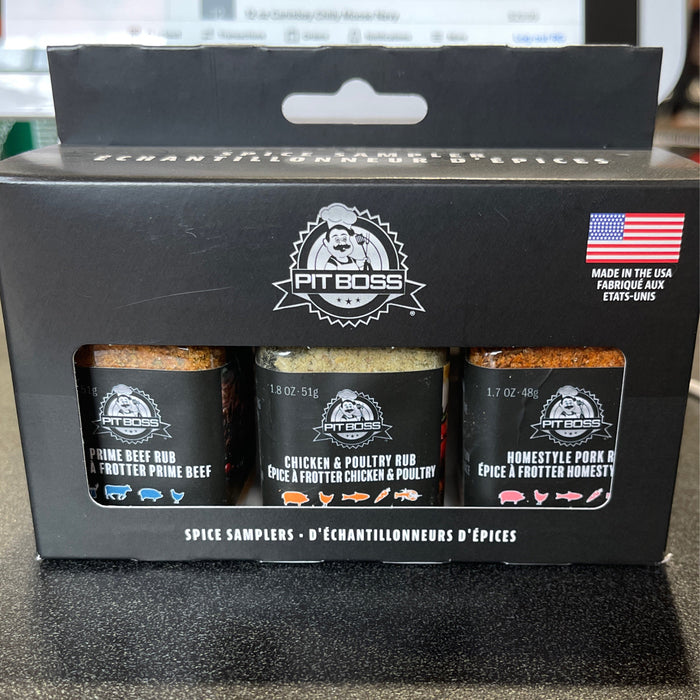 SPICE SAMPLER
ÉCHANTILLONNEUR D'ÉPICES
PIT BOSS
®
MADE IN THE USA
FABRIQUÉ AUX
ETATS-UNIS
PIT BOSS
PRIME BEEF RUB
À FROTTER PRIME BEEF
1.8 OZ·51g
PIT BOSS
CHICKEN & POULTRY RUB
ÉPICE À FROTTER CHICKEN & POULTRY
1.7 OZ·48g
PIT BOSS
HOMESTYLE PORK R
ÉPICE À FROTTER HOMESTY
SPICE SAMPLERS · D'ÉCHANTILLONNEURS D'ÉPICES